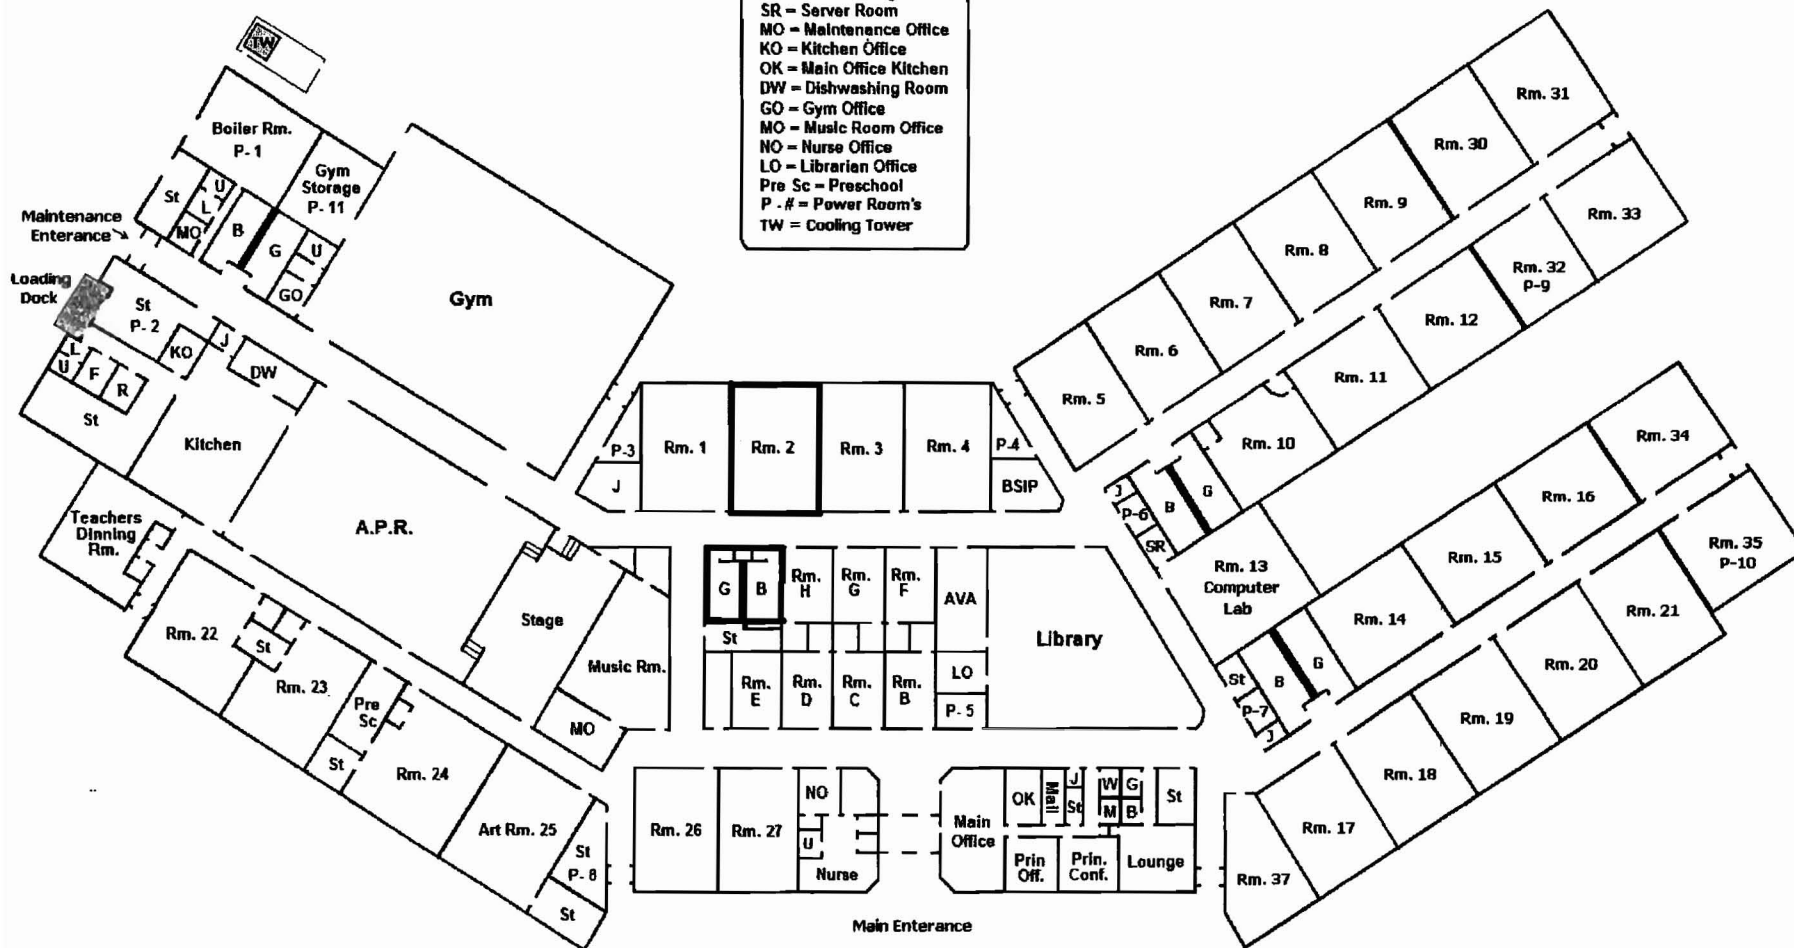 SR = Server Room
MO = Maintenance Office
KO = Kitchen Office
OK = Main Office Kitchen
DW = Dishwashing Room
GO = Gym Office
MO = Music Room Office
NO = Nurse Office
LO = Librarian Office
Pre Sc = Preschool
P - # = Power Room's
TW = Cooling Tower
TW
Boiler Rm.
P - 1
Gym
Storage
P - 11
St
U
L
MO
B
G
U
GO
Maintenance
Enterance
Loading
Dock
St
P - 2
KO
J
DW
L
U
F
R
St
Kitchen
Gym
A.P.R.
Teachers
Dinning
Rm.
Stage
Music Rm.
MO
Rm. 22
St
Rm. 23
Pre
Sc
St
Rm. 24
Art Rm. 25
St
P - 8
St
P-3
J
Rm. 1
Rm. 2
Rm. 3
Rm. 4
P-4
BSIP
G
B
St
Rm.
H
Rm.
G
Rm.
F
AVA
Rm.
E
Rm.
D
Rm.
C
Rm.
B
LO
P - 5
Library
Rm. 26
Rm. 27
NO
U
Nurse
Main
Office
OK
Mail
J
St
W
G
M
B
St
Prin
Off.
Prin.
Conf.
Lounge
Main Enterance
Rm. 5
Rm. 6
Rm. 7
Rm. 8
Rm. 9
Rm. 30
Rm. 31
Rm. 33
Rm. 32
P-9
Rm. 12
Rm. 11
Rm. 10
J
G
B
J
P-6
SR
Rm. 13
Computer
Lab
Rm. 14
Rm. 15
Rm. 16
Rm. 34
Rm. 35
P-10
Rm. 21
Rm. 20
Rm. 19
Rm. 18
Rm. 17
Rm. 37
St
P-7
J
B
G